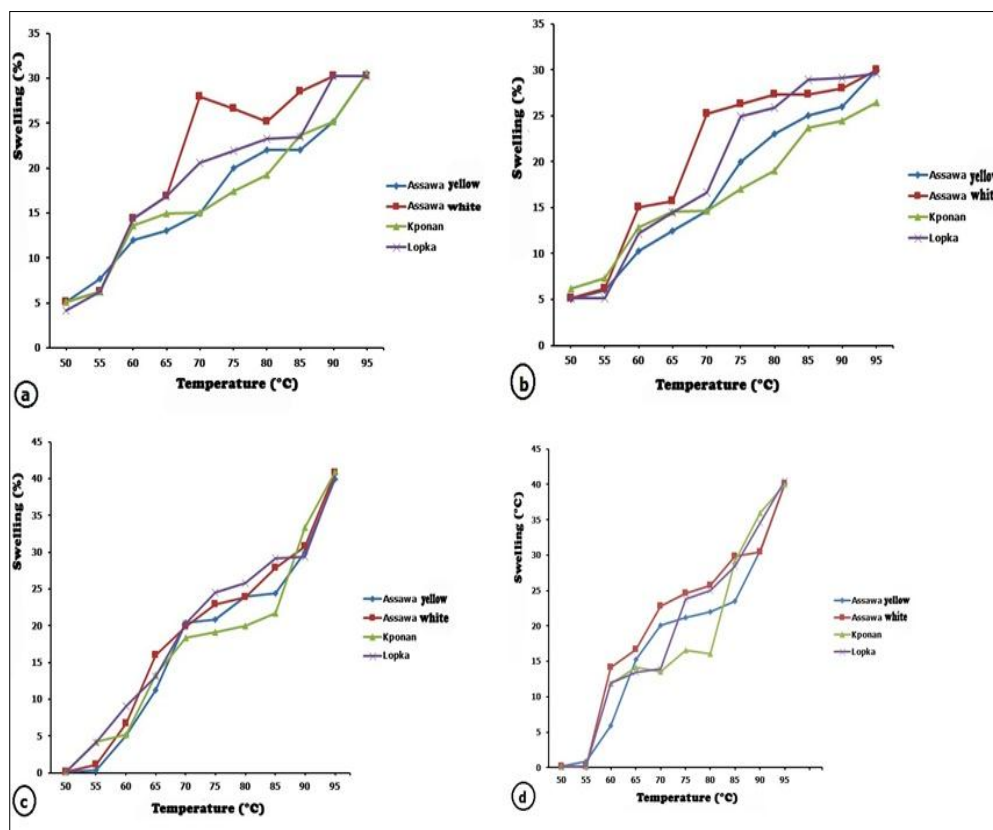 Swelling (%)
35
30
25
20
15
10
5
0
50 55 60 65 70 75 80 85 90 95
Temperature (°C)
Assawa yellow
Assawa white
Kponan
Lopka
a
Swelling (%)
35
30
25
20
15
10
5
0
50 55 60 65 70 75 80 85 90 95
Temperature (°C)
Assawa yellow
Assawa white
Kponan
Lopka
b
Swelling (%)
45
40
35
30
25
20
15
10
5
0
50 55 60 65 70 75 80 85 90 95
Temperature (°C)
Assawa yellow
Assawa white
Kponan
Lopka
c
Swelling (°C)
45
40
35
30
25
20
15
10
5
0
50 55 60 65 70 75 80 85 90 95
Temperature (°C)
Assawa yellow
Assawa white
Kponan
Lopka
d